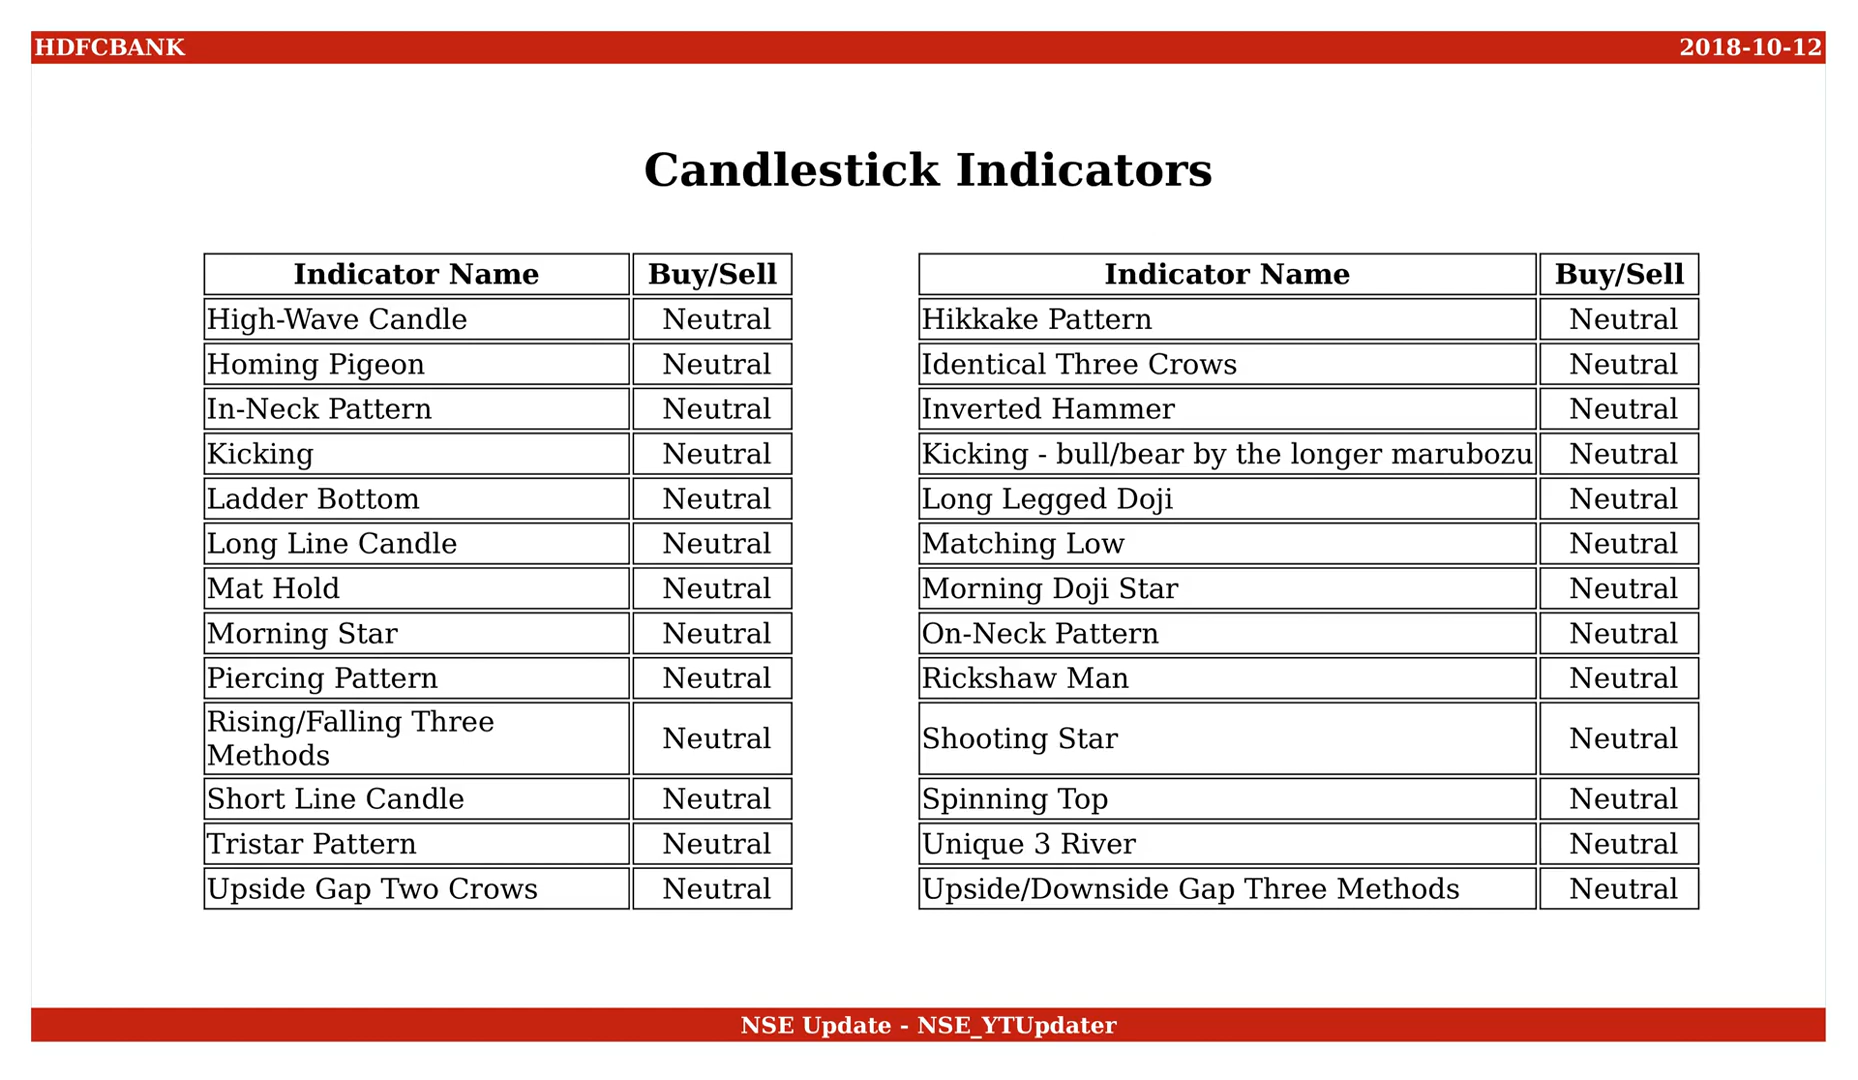 HDFCBANK 2018-10-12
Candlestick Indicators
Indicator Name Buy/Sell
High-Wave Candle Neutral
Homing Pigeon Neutral
In-Neck Pattern Neutral
Kicking Neutral
Ladder Bottom Neutral
Long Line Candle Neutral
Mat Hold Neutral
Morning Star Neutral
Piercing Pattern Neutral
Rising/Falling Three
Methods Neutral
Short Line Candle Neutral
Tristar Pattern Neutral
Upside Gap Two Crows Neutral
Indicator Name Buy/Sell
Hikkake Pattern Neutral
Identical Three Crows Neutral
Inverted Hammer Neutral
Kicking - bull/bear by the longer marubozu Neutral
Long Legged Doji Neutral
Matching Low Neutral
Morning Doji Star Neutral
On-Neck Pattern Neutral
Rickshaw Man Neutral
Shooting Star Neutral
Spinning Top Neutral
Unique 3 River Neutral
Upside/Downside Gap Three Methods Neutral
NSE Update - NSE_YTUpdater